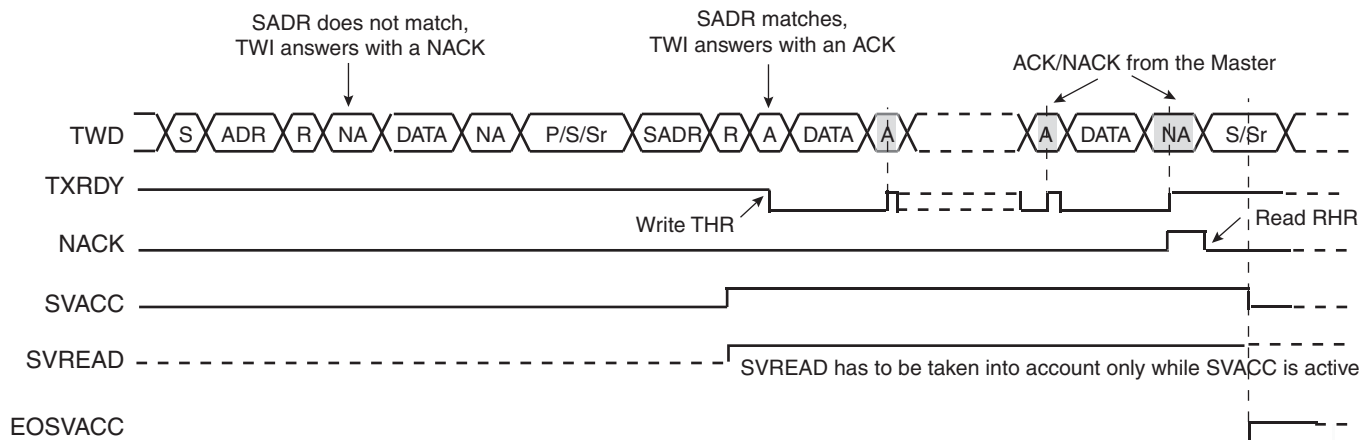 SADR does not match,
TWI answers with a NACK
SADR matches,
TWI answers with an ACK
ACK/NACK from the Master
TWD S ADR R NA DATA NA P/S/Sr SADR R A DATA A A DATA NA S/Sr
TXRDY
Write THR
Read RHR
NACK
SVACC
SVREAD
SVREAD has to be taken into account only while SVACC is active
EOSVACC